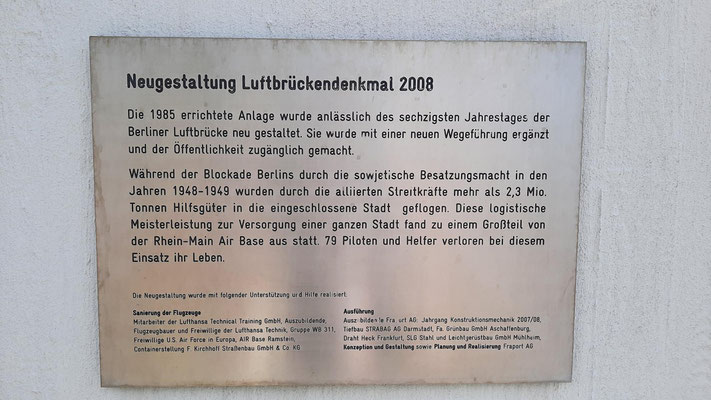 Neugestaltung Luftbrückendenkmal 2008
Die 1985 errichtete Anlage wurde anlässlich des sechzigsten Jahrestages der
Berliner Luftbrücke neu gestaltet. Sie wurde mit einer neuen Wegeführung ergänzt
und der Öffentlichkeit zugänglich gemacht.
Während der Blockade Berlins durch die sowjetische Besatzungsmacht in den
Jahren 1948-1949 wurden durch die alliierten Streitkräfte mehr als 2,3 Mio.
Tonnen Hilfsgüter in die eingeschlossene Stadt geflogen. Diese logistische
Meisterleistung zur Versorgung einer ganzen Stadt fand zu einem Großteil von
der Rhein-Main Air Base aus statt. 79 Piloten und Helfer verloren bei diesem
Einsatz ihr Leben.
Die Neugestaltung wurde mit folgender Unterstützung und Hilfe realisiert.
Sanierung der Flugzeuge
Mitarbeiter der Lufthansa Technical Training GmbH, Auszubildende,
Flugzeugbauer und Freiwillige der Lufthansa Technik, Gruppe WB 311,
Freiwillige U.S. Air Force in Europa, AIR Base Ramstein,
Containerstellung F. Kirchhoff Straßenbau GmbH & Co. KG
Ausführung
AG: Jahrgang Konstruktionsmechanik 2007/08,
Tiefbau STRABAG AG Darmstadt, Fa. Grünbau GmbH Aschaffenburg,
Draht Heck Frankfurt, SLG Stahl und Leichtgerüstbau GmbH Mühlheim,
Konzeption und Gestaltung sowie Planung und Realisierung Fraport AG